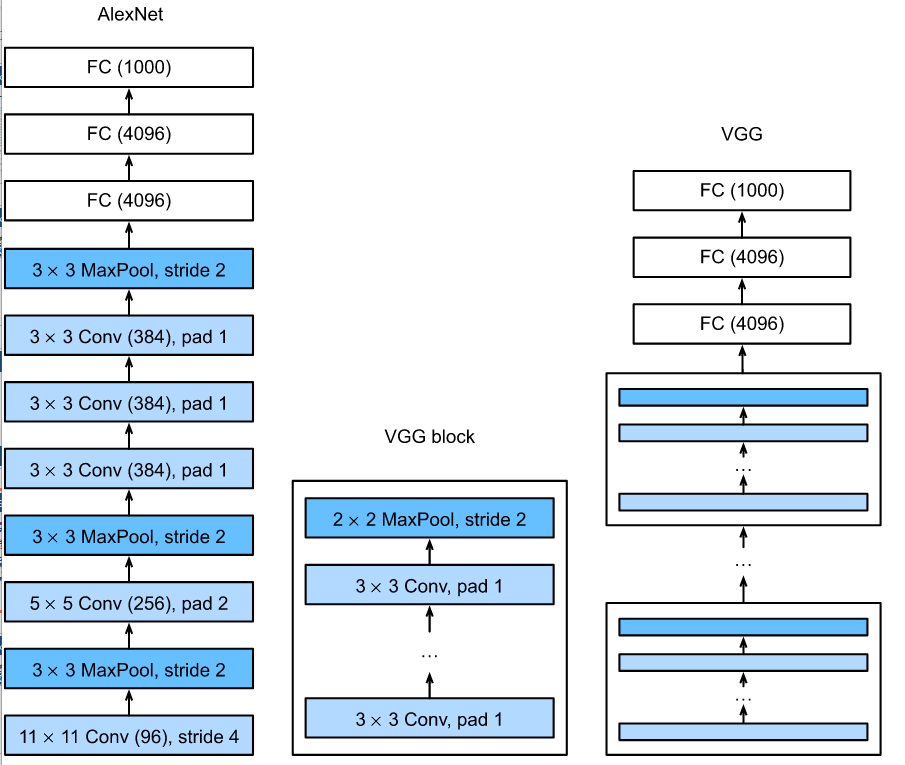 AlexNet
FC (1000)
FC (4096)
FC (4096)
3 × 3 MaxPool, stride 2
3 × 3 Conv (384), pad 1
3 × 3 Conv (384), pad 1
3 × 3 Conv (384), pad 1
3 × 3 MaxPool, stride 2
5 × 5 Conv (256), pad 2
3 × 3 MaxPool, stride 2
11 × 11 Conv (96), stride 4
VGG block
2 × 2 MaxPool, stride 2
3 × 3 Conv, pad 1
...
3 × 3 Conv, pad 1
VGG
FC (1000)
FC (4096)
FC (4096)
...
...
...